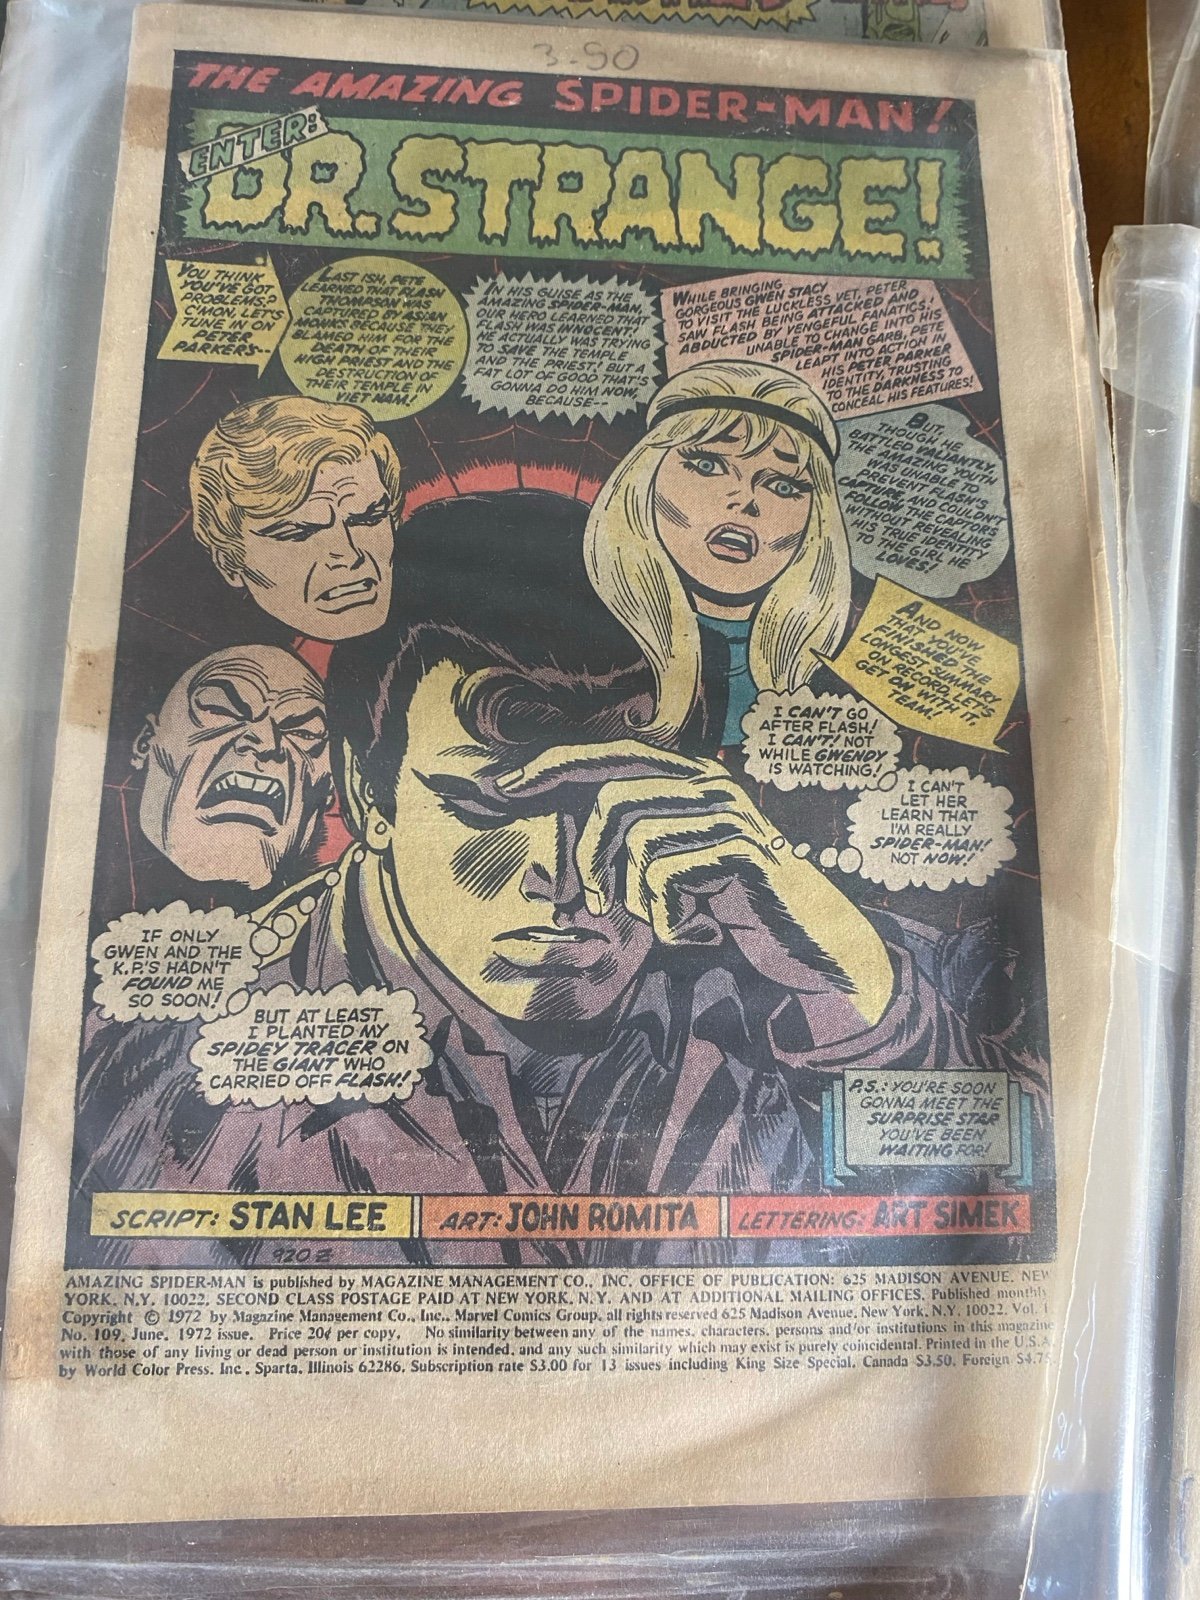 3.50
THE AMAZING SPIDER-MAN!
ENTER:
DR. STRANGE!
YOU THINK
YOU'VE GOT
PROBLEMS?
C'MON, LET'S
TUNE IN ON
PETER
PARKER'S--
LAST ISH, PETE
LEARNED THAT FLASH
THOMPSON WAS
CAPTURED BY ASIAN
MONKS BECAUSE THEY
BLAMED HIM FOR THE
DEATH OF THEIR
HIGH PRIEST AND THE
DESTRUCTION OF
THEIR TEMPLE IN
VIET NAM!
IN HIS GUISE AS THE
AMAZING SPIDER-MAN,
OUR HERO LEARNED THAT
FLASH WAS INNOCENT!
HE ACTUALLY WAS TRYING
TO SAVE THE TEMPLE
AND THE PRIEST! BUT A
FAT LOT OF GOOD THAT'S
GONNA DO HIM NOW,
BECAUSE--
WHILE BRINGING
GORGEOUS GWEN STACY
TO VISIT THE LUCKLESS VET, PETER
SAW FLASH BEING ATTACKED AND
ABDUCTED BY VENGEFUL FANATICS!
UNABLE TO CHANGE INTO HIS
SPIDER-MAN GARB, PETE
LEAPT INTO ACTION IN
HIS PETER PARKER
IDENTITY, TRUSTING
TO THE DARKNESS TO
CONCEAL HIS FEATURES!
BUT,
THOUGH HE
BATTLED VALIANTLY,
THE AMAZING YOUTH
WAS UNABLE TO
PREVENT FLASH'S
CAPTURE, AND COULDN'T
FOLLOW THE CAPTORS
WITHOUT REVEALING
HIS TRUE IDENTITY
TO THE GIRL HE
LOVES!
AND NOW
THAT YOU'VE
FINISHED THE
LONGEST SUMMARY
ON RECORD, LET'S
GET ON WITH IT,
TEAM!
I CAN'T GO
AFTER FLASH!
I CAN'T! NOT
WHILE GWENDY
IS WATCHING!
I CAN'T
LET HER
LEARN THAT
I'M REALLY
SPIDER-MAN!
NOT NOW!
IF ONLY
GWEN AND THE
K.P.'S HADN'T
FOUND ME
SO SOON!
BUT AT LEAST
I PLANTED MY
SPIDEY TRACER ON
THE GIANT WHO
CARRIED OFF FLASH!
P.S.: YOU'RE SOON
GONNA MEET THE
SURPRISE STAR
YOU'VE BEEN
WAITING FOR!
SCRIPT: STAN LEE
ART: JOHN ROMITA
LETTERING: ART SIMEK
920 Z
AMAZING SPIDER-MAN is published by MAGAZINE MANAGEMENT CO., INC. OFFICE OF PUBLICATION: 625 MADISON AVENUE, NEW
YORK, N.Y. 10022. SECOND CLASS POSTAGE PAID AT NEW YORK, N.Y. AND AT ADDITIONAL MAILING OFFICES. Published monthly.
Copyright © 1972 by Magazine Management Co., Inc., Marvel Comics Group, all rights reserved 625 Madison Avenue, New York, N.Y. 10022. Vol. 1
No. 109, June, 1972 issue. Price 20¢ per copy. No similarity between any of the names, characters, persons and/or institutions in this magazine
with those of any living or dead person or institution is intended, and any such similarity which may exist is purely coincidental. Printed in the U.S.A.
by World Color Press, Inc., Sparta, Illinois 62286. Subscription rate $3.00 for 13 issues including King Size Special. Canada $3.50. Foreign $4.75.